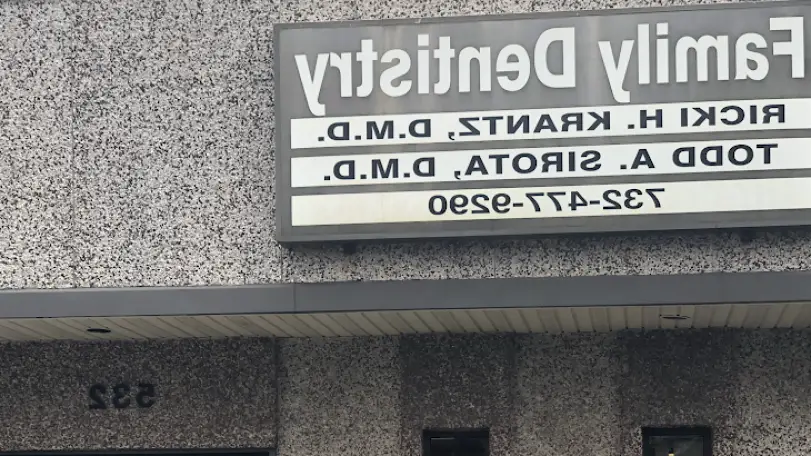 Family Dentistry
RICKI H. KRANTZ, D.M.D.
TODD A. SIROTA, D.M.D.
732-477-9290
532